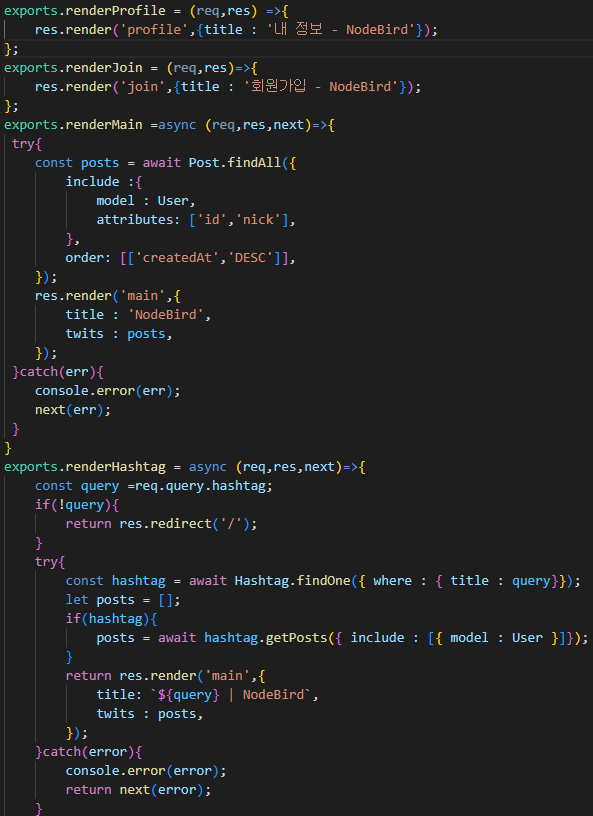 exports.renderProfile = (req,res) =>{
    res.render('profile',{title : '내 정보 - NodeBird'});
};
exports.renderJoin = (req,res)=>{
    res.render('join',{title : '회원가입 - NodeBird'});
};
exports.renderMain =async (req,res,next)=>{
 try{
    const posts = await Post.findAll({
        include :{
            model : User,
            attributes: ['id','nick'],
        },
        order: [['createdAt','DESC']],
    });
    res.render('main',{
        title : 'NodeBird',
        twits : posts,
    });
 }catch(err){
    console.error(err);
    next(err);
 }
}
exports.renderHashtag = async (req,res,next)=>{
    const query =req.query.hashtag;
    if(!query){
        return res.redirect('/');
    }
    try{
        const hashtag = await Hashtag.findOne({ where : { title : query}});
        let posts = [];
        if(hashtag){
            posts = await hashtag.getPosts({ include : [{ model : User }]});
        }
        return res.render('main',{
            title: `${query} | NodeBird`,
            twits : posts,
        });
    }catch(error){
        console.error(error);
        return next(error);
    }